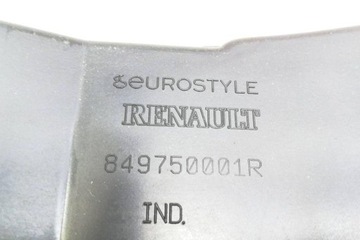 eurostyle
RENAULT
849750001R
IND.